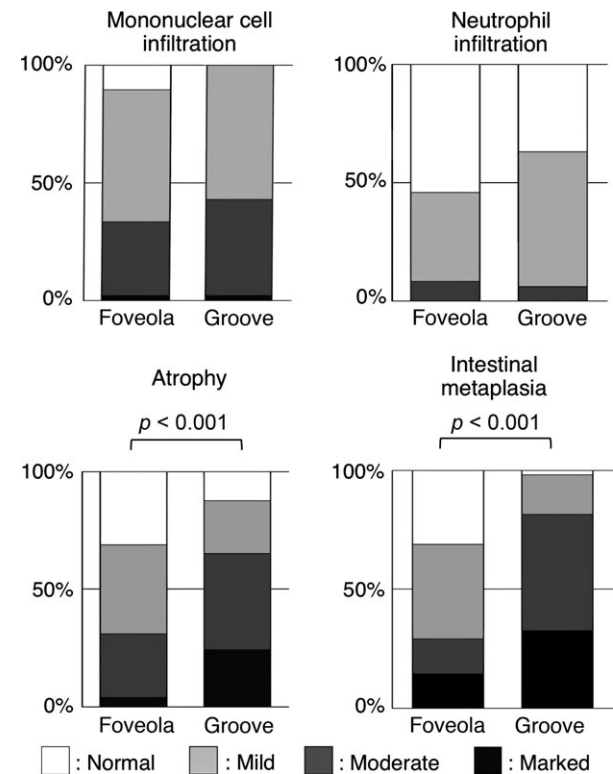 Mononuclear cell
infiltration
100%
50%
0%
Foveola Groove
Neutrophil
infiltration
100%
50%
0%
Foveola Groove
Atrophy
p < 0.001
100%
50%
0%
Foveola Groove
Intestinal
metaplasia
p < 0.001
100%
50%
0%
Foveola Groove
: Normal : Mild : Moderate : Marked